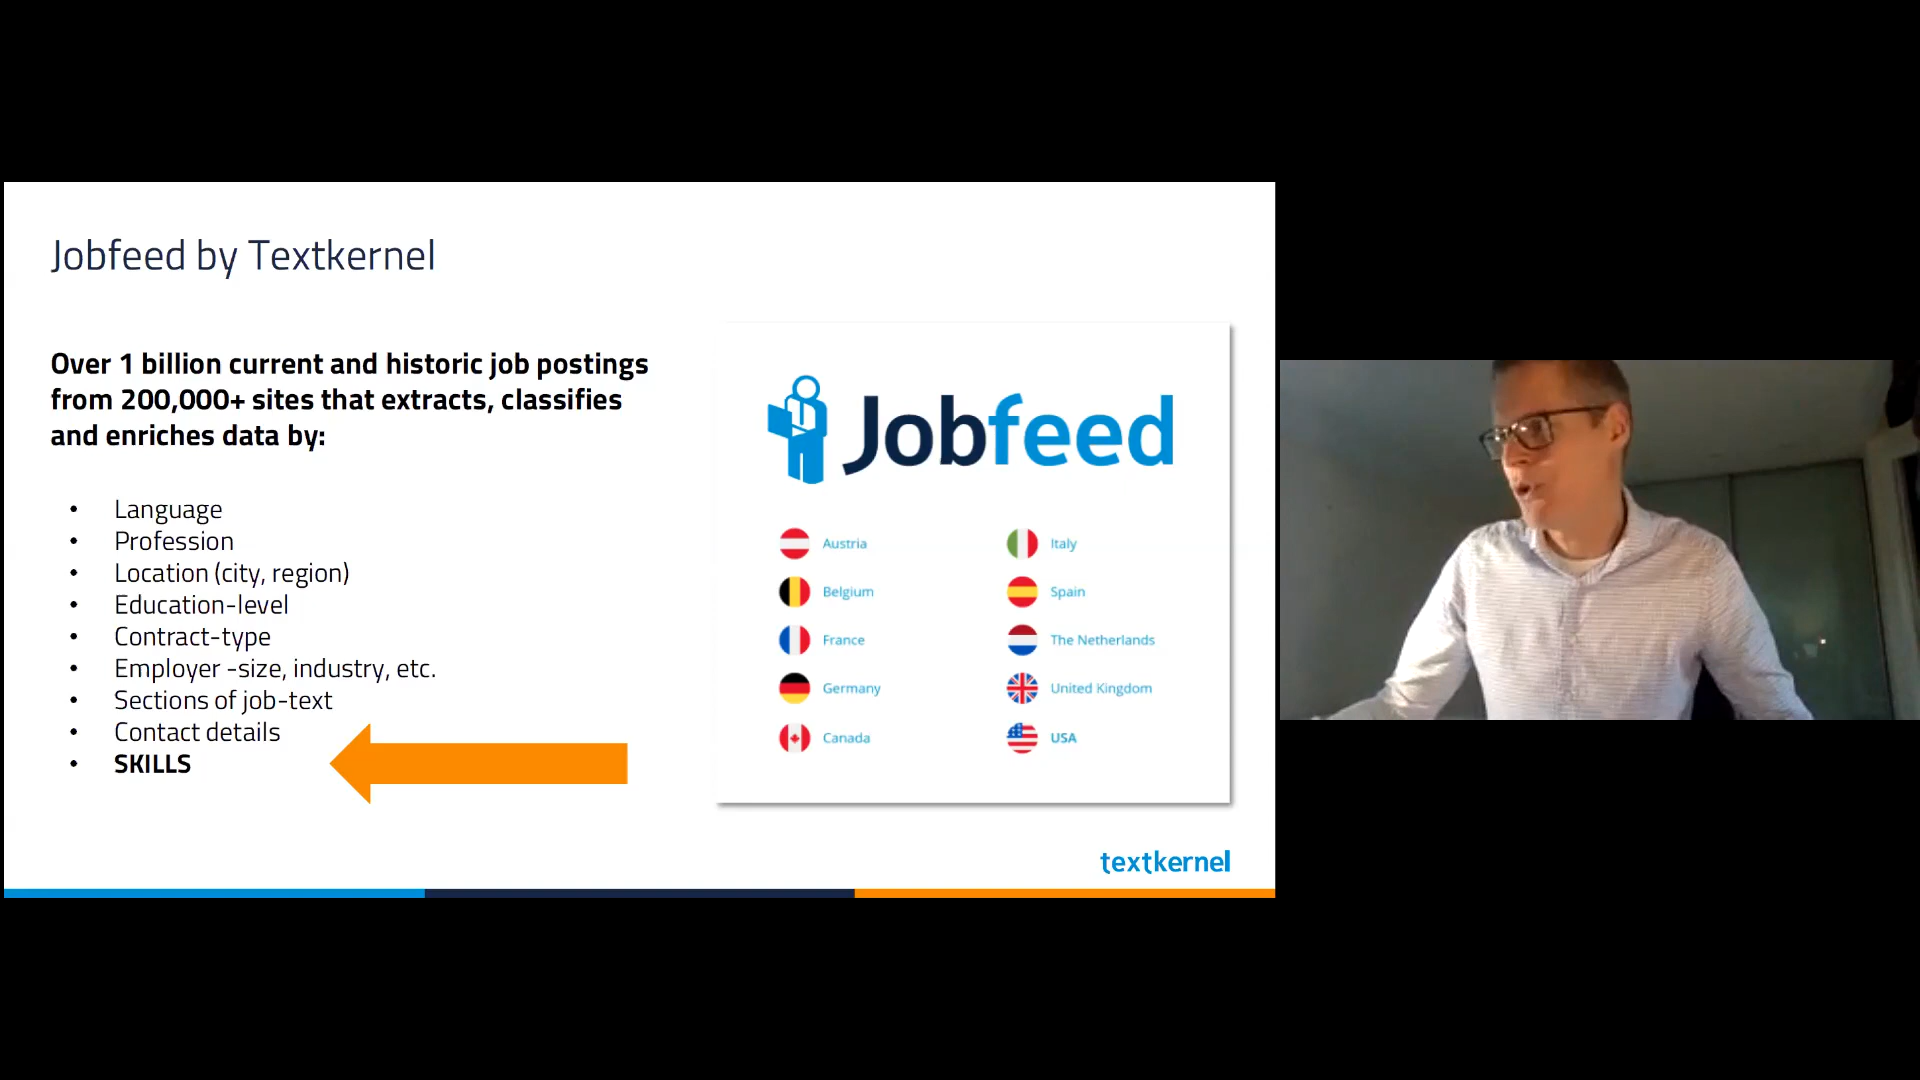 Jobfeed by Textkernel
Over 1 billion current and historic job postings
from 200,000+ sites that extracts, classifies
and enriches data by:
• Language
• Profession
• Location (city, region)
• Education-level
• Contract-type
• Employer -size, industry, etc.
• Sections of job-text
• Contact details
• SKILLS
Jobfeed
Austria
Italy
Belgium
Spain
France
The Netherlands
Germany
United Kingdom
Canada
USA
textkernel